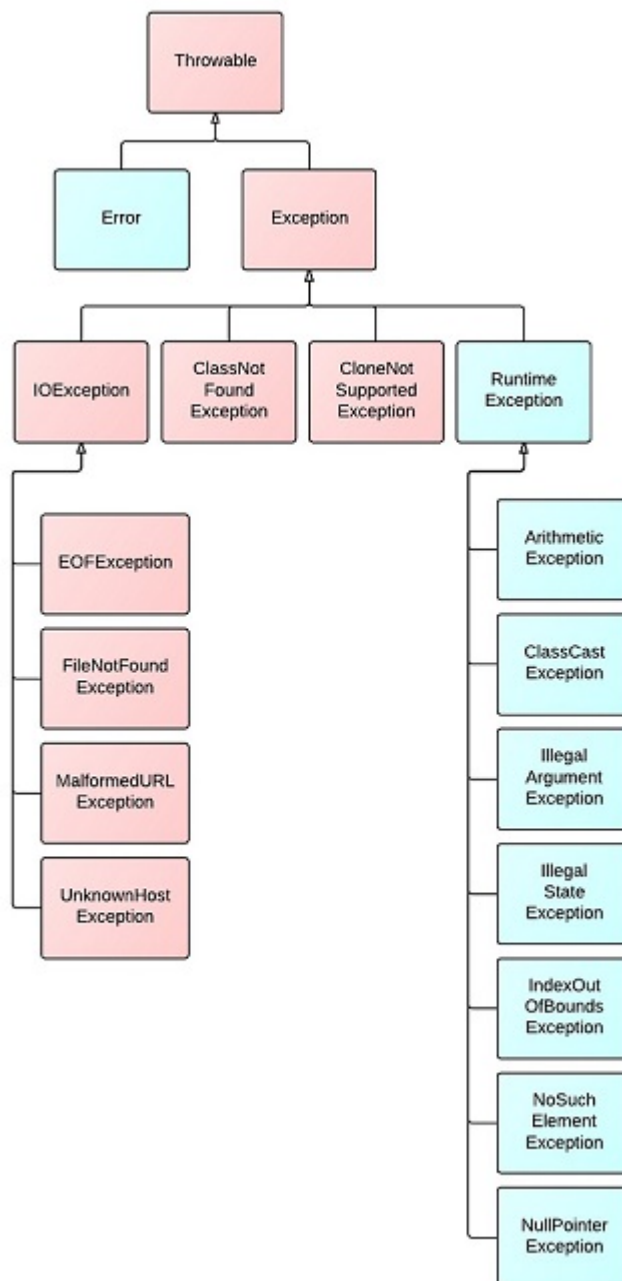 Throwable
Error
Exception
IOException
ClassNot
Found
Exception
CloneNot
Supported
Exception
Runtime
Exception
EOFException
FileNotFound
Exception
MalformedURL
Exception
UnknownHost
Exception
Arithmetic
Exception
ClassCast
Exception
Illegal
Argument
Exception
Illegal
State
Exception
IndexOut
OfBounds
Exception
NoSuch
Element
Exception
NullPointer
Exception